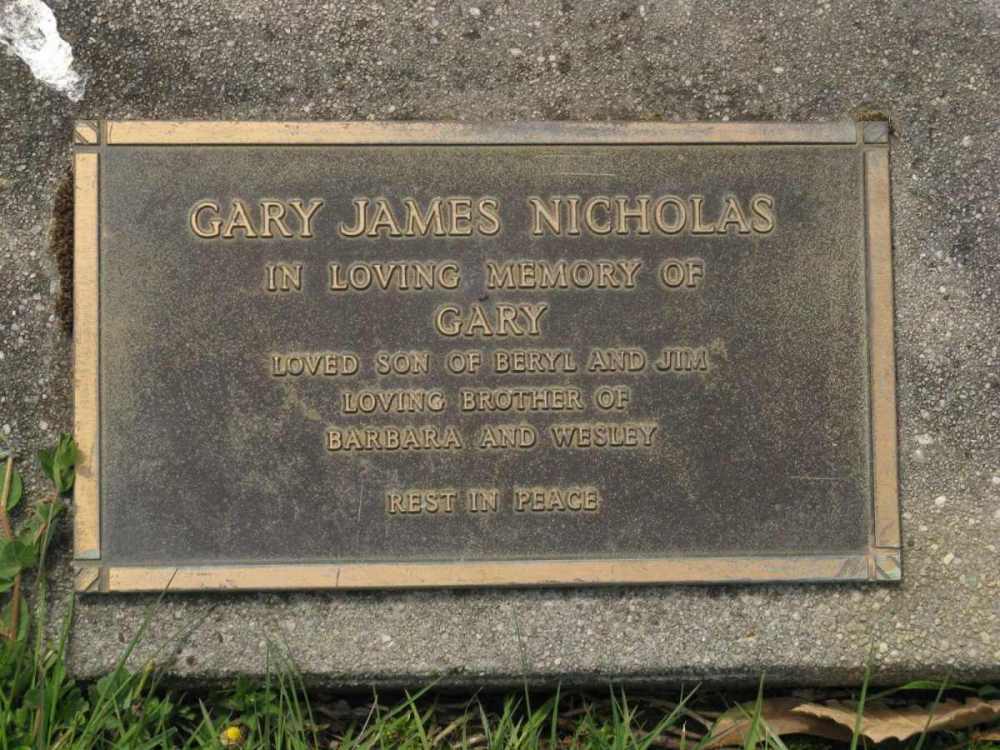 GARY JAMES NICHOLAS
IN LOVING MEMORY OF
GARY
LOVED SON OF BERYL AND JIM
LOVING BROTHER OF
BARBARA AND WESLEY
REST IN PEACE